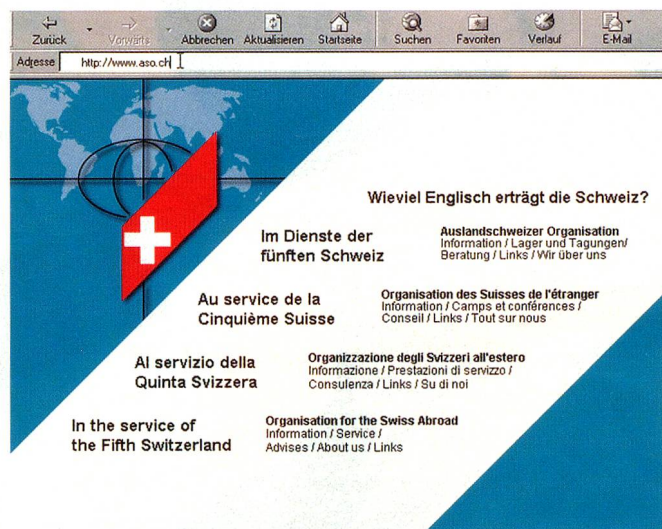 Zurück Vorwärts Abbrechen Aktualisieren Startseite Suchen Favoriten Verlauf E-Mail
Adresse http://www.aso.ch
Wieviel Englisch erträgt die Schweiz?
Im Dienste der
fünften Schweiz
Auslandschweizer Organisation
Information / Lager und Tagungen/
Beratung / Links / Wir über uns
Au service de la
Cinquième Suisse
Organisation des Suisses de l'étranger
Information / Camps et conférences /
Conseil / Links / Tout sur nous
Al servizio della
Quinta Svizzera
Organizzazione degli Svizzeri all'estero
Informazione / Prestazioni di servizzo /
Consulenza / Links / Su di noi
In the service of
the Fifth Switzerland
Organisation for the Swiss Abroad
Information / Service /
Advises / About us / Links